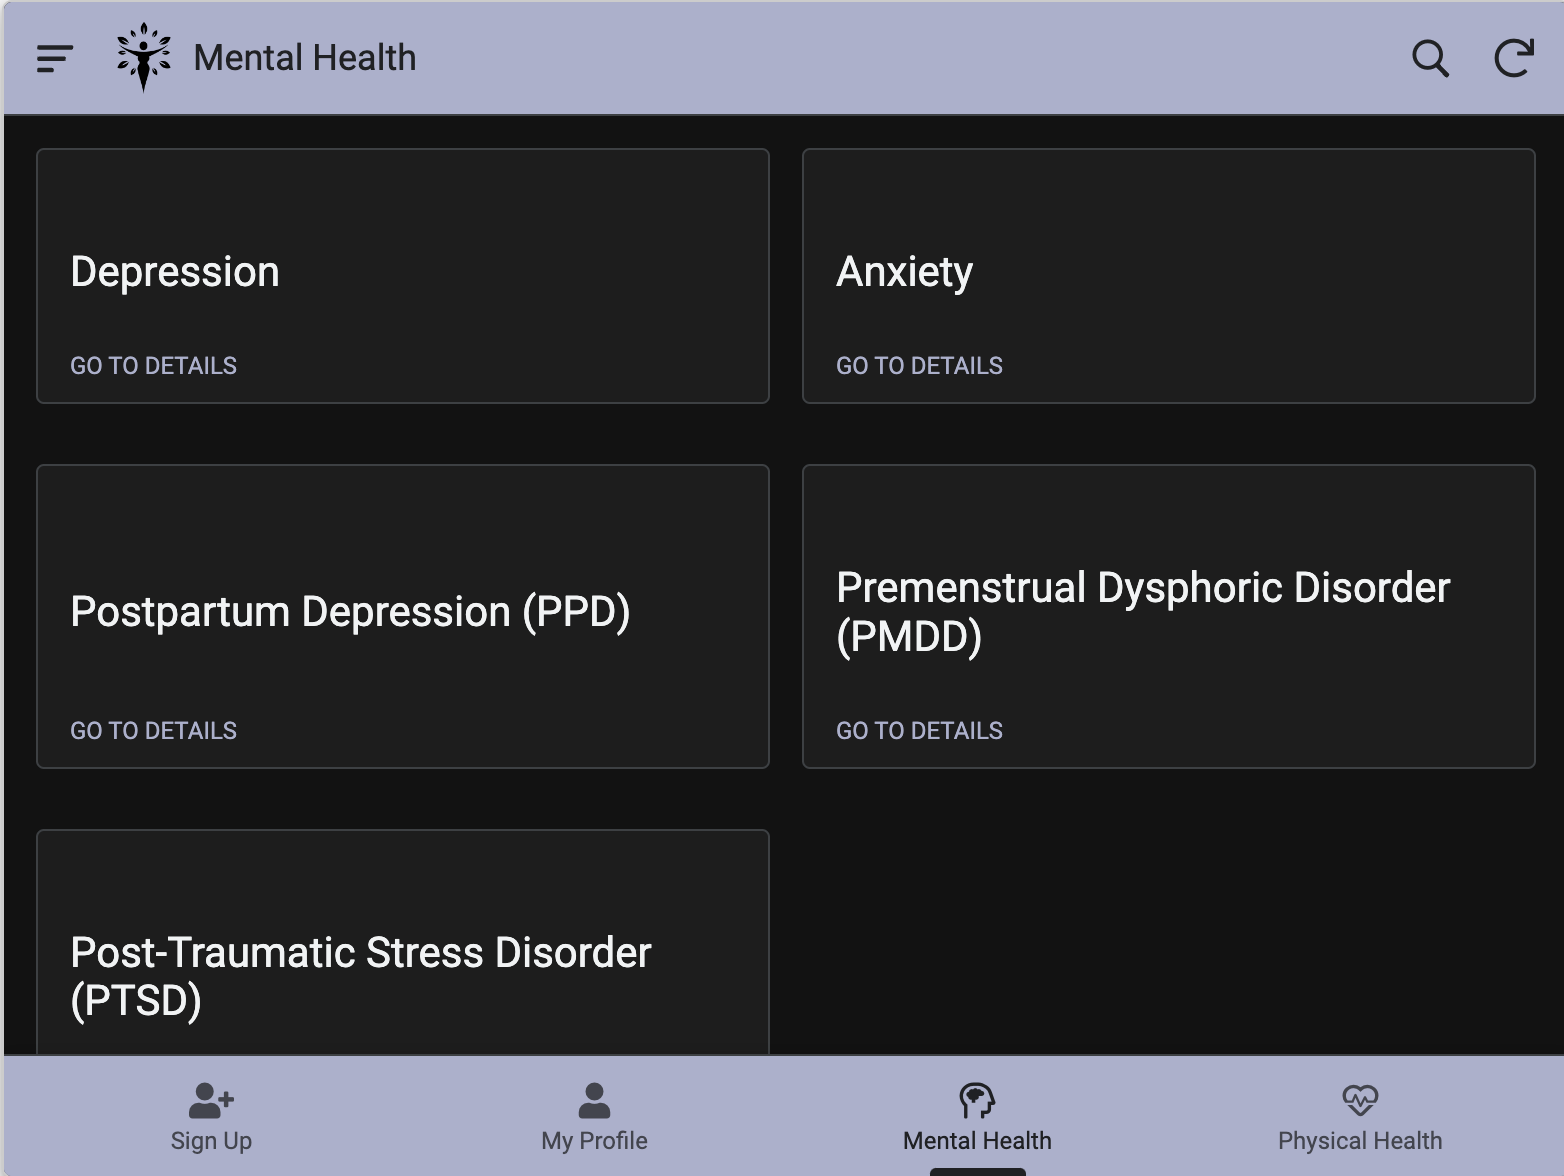 Mental Health
Depression
GO TO DETAILS
Anxiety
GO TO DETAILS
Postpartum Depression (PPD)
GO TO DETAILS
Premenstrual Dysphoric Disorder
(PMDD)
GO TO DETAILS
Post-Traumatic Stress Disorder
(PTSD)
Sign Up
My Profile
Mental Health
Physical Health